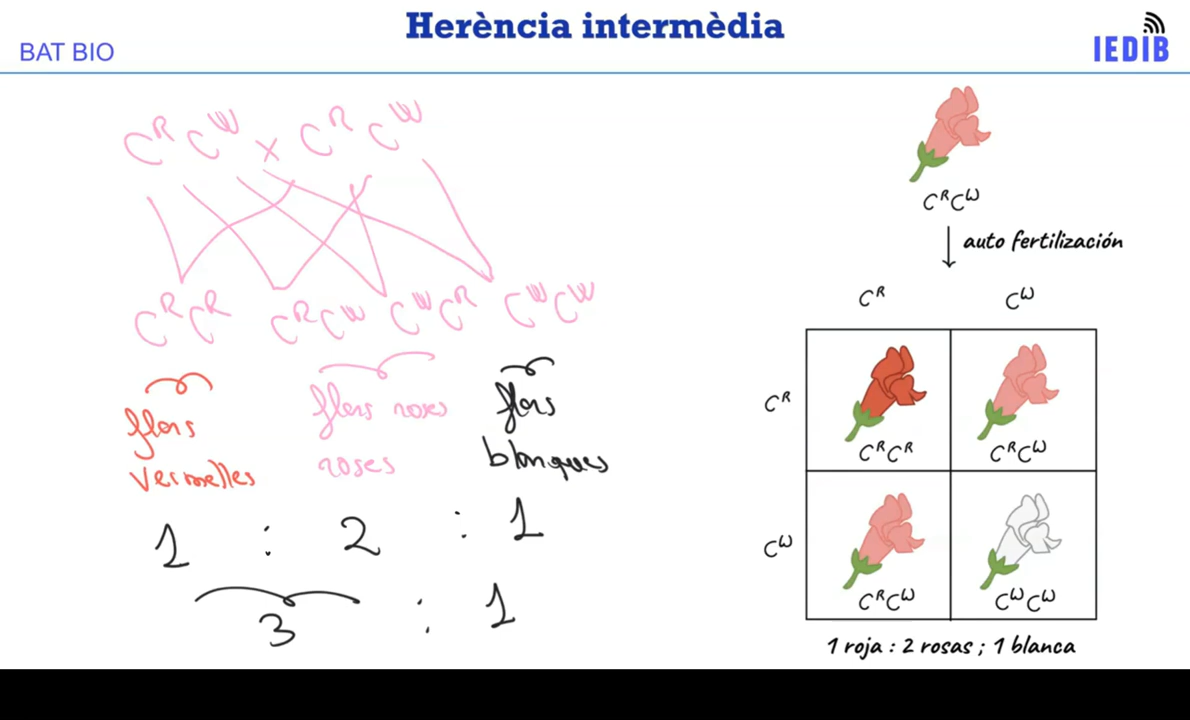 Herència intermèdia
BAT BIO
IEDIB
C^R C^W x C^R C^W
C^R C^R C^R C^W C^W C^R C^W C^W
flors
vermelles
flors roses
roses
flors
blanques
1 : 2 : 1
3 : 1
C^R C^W
auto fertilización
C^R C^W
C^R
C^R C^R C^R C^W
C^W
C^R C^W C^W C^W
1 roja : 2 rosas ; 1 blanca